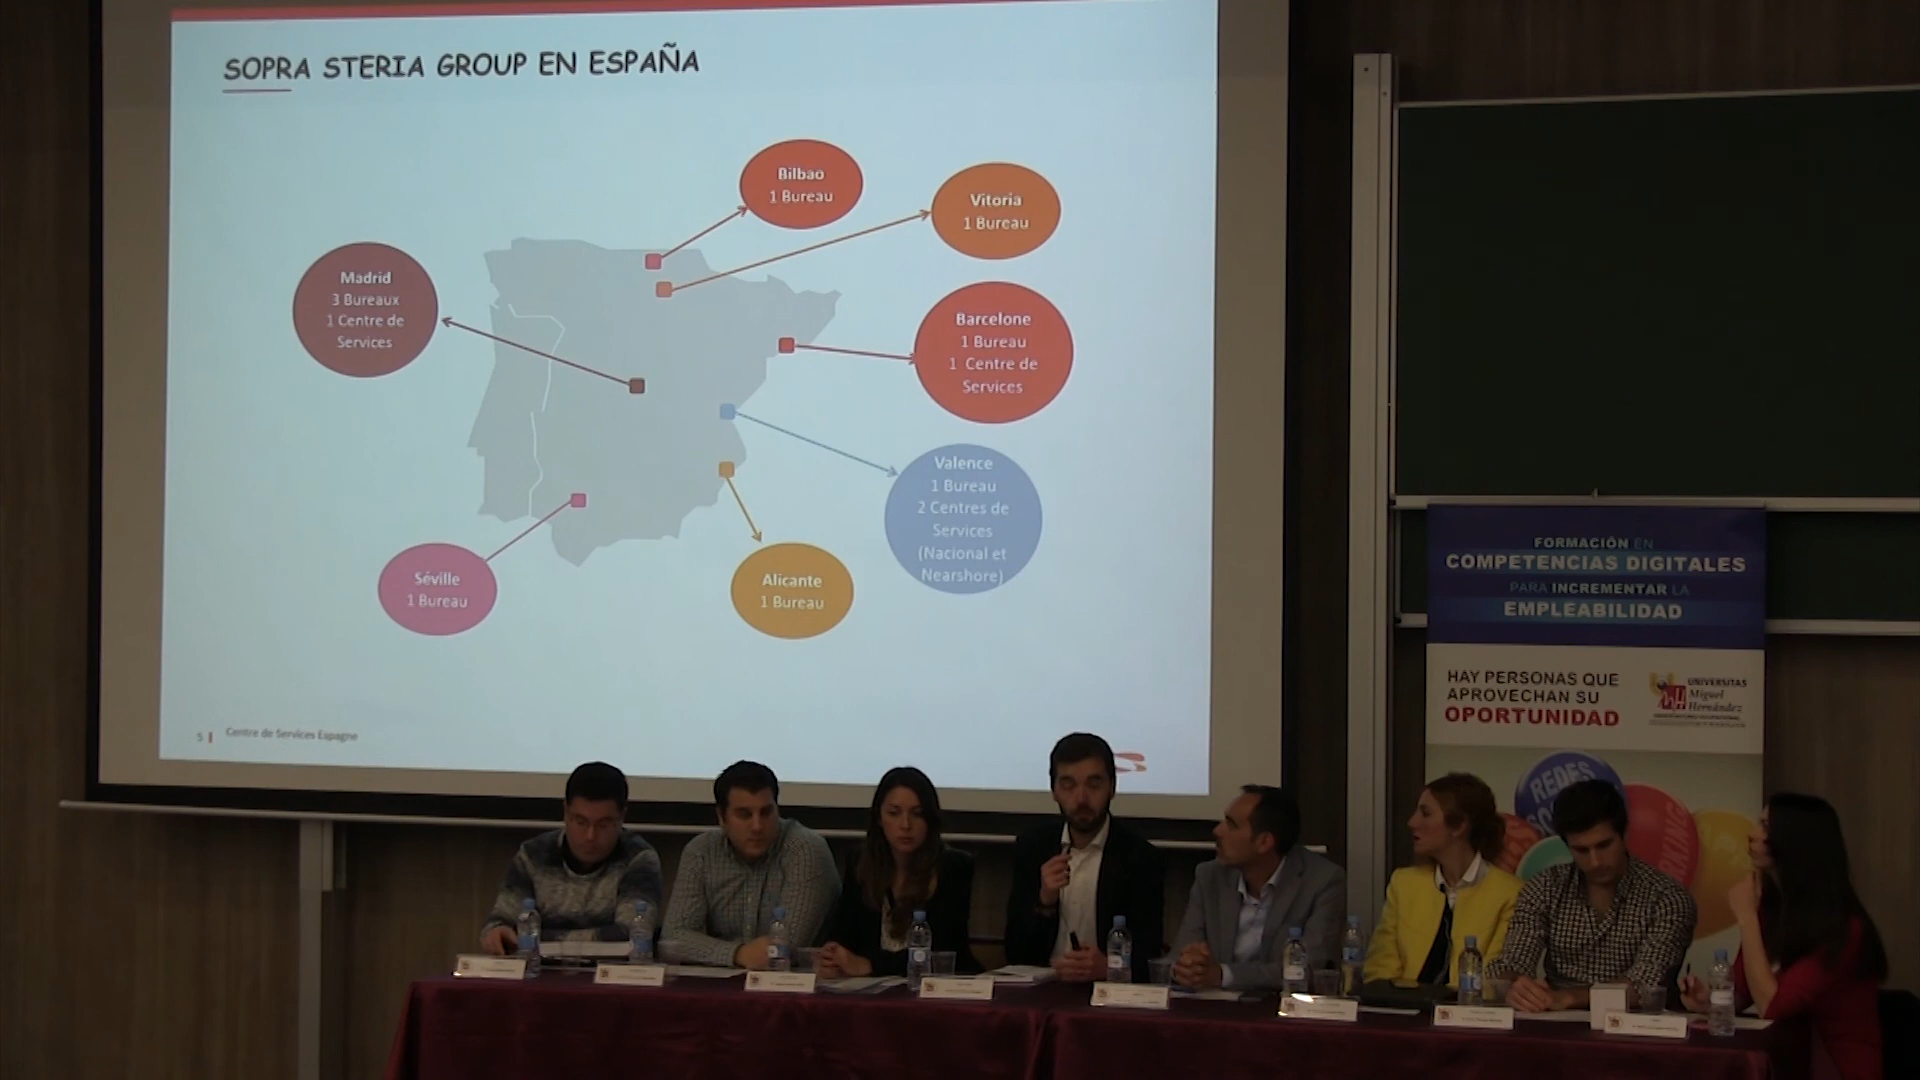 SOPRA STERIA GROUP EN ESPAÑA
Bilbao
1 Bureau
Vitoria
1 Bureau
Madrid
3 Bureaux
1 Centre de
Services
Barcelone
1 Bureau
1 Centre de
Services
Valence
1 Bureau
2 Centres de
Services
(Nacional et
Nearshore)
Séville
1 Bureau
Alicante
1 Bureau
5
Centre de Services Espagne
FORMACIÓN EN
COMPETENCIAS DIGITALES
PARA INCREMENTAR LA
EMPLEABILIDAD
HAY PERSONAS QUE
APROVECHAN SU
OPORTUNIDAD
UNIVERSITAS
Miguel
Hernández
REDES